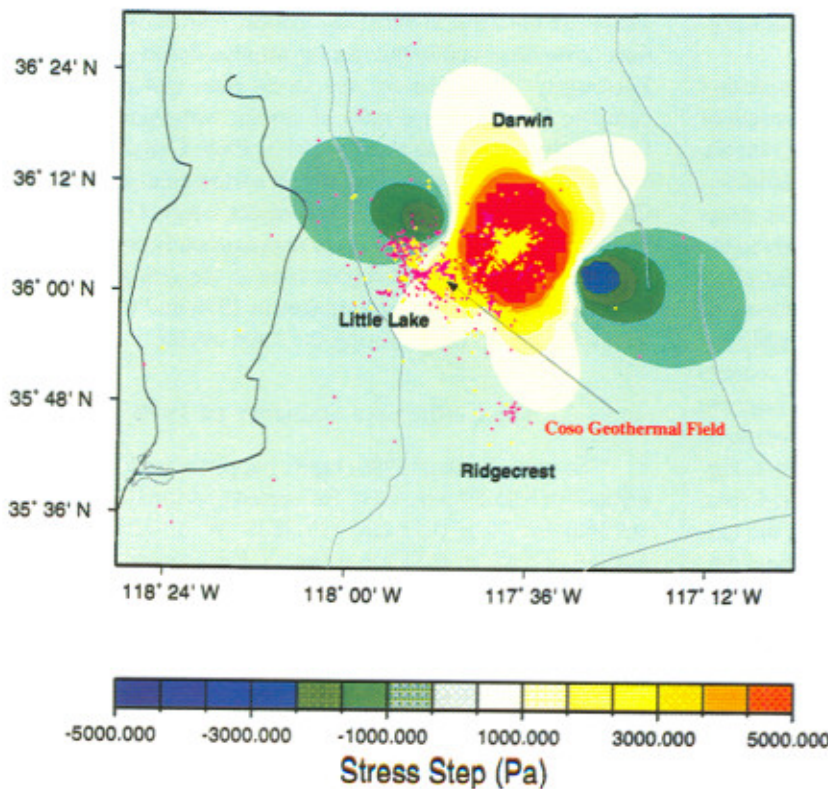 36° 24' N
Darwin
36° 12' N
36° 00' N
Little Lake
35° 48' N
Coso Geothermal Field
Ridgecrest
35° 36' N
118° 24' W
118° 00' W
117° 36' W
117° 12' W
-5000.000
-3000.000
-1000.000
1000.000
3000.000
5000.000
Stress Step (Pa)